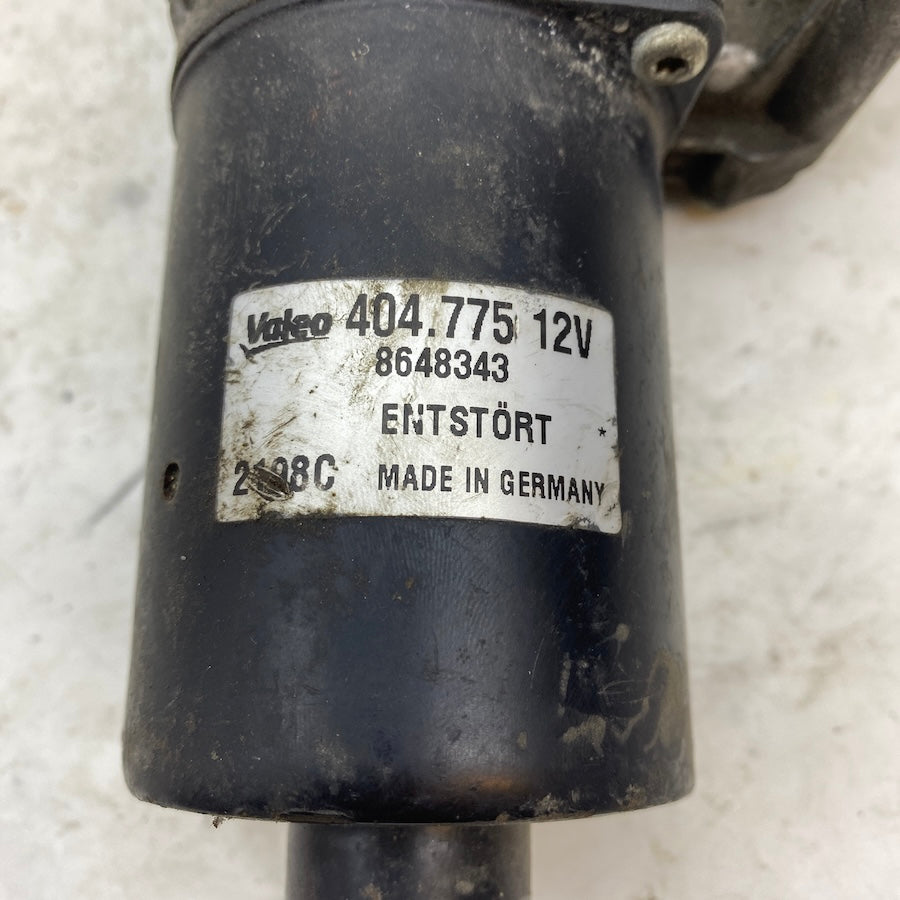 Valeo 404.775 12V
8648343
ENTSTÖRT *
MADE IN GERMANY